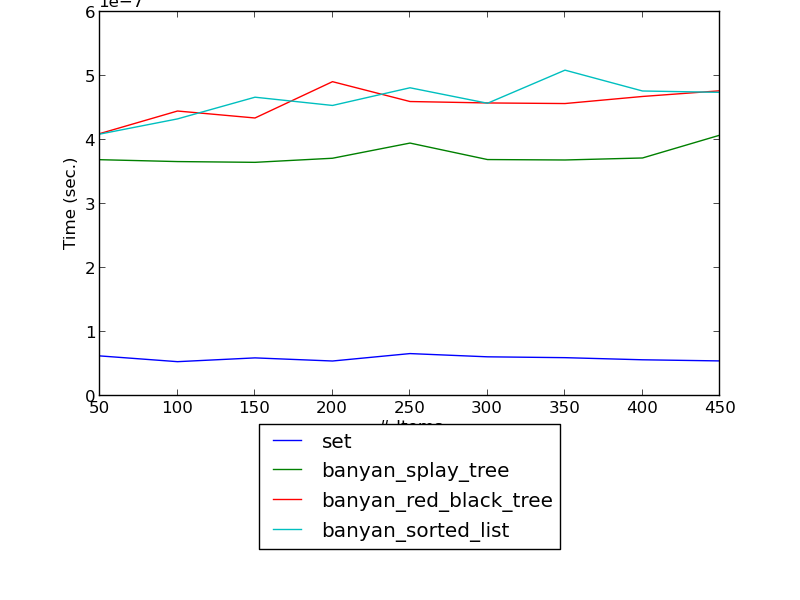 1e−7
6
5
4
3
2
1
0
Time (sec.)
50 100 150 200 250 300 350 400 450
# Items
set
banyan_splay_tree
banyan_red_black_tree
banyan_sorted_list